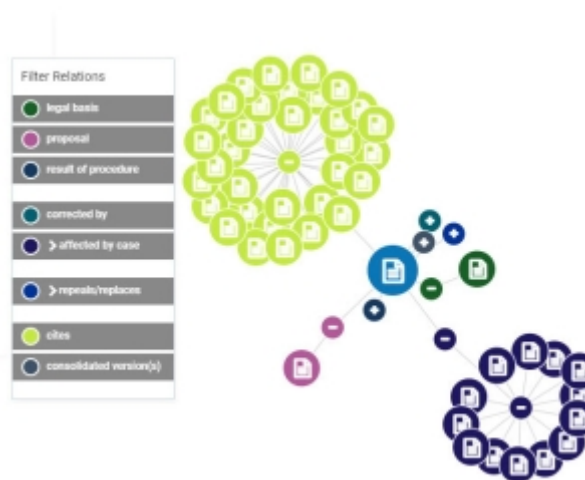 Filter Relations
legal basis
proposal
result of procedure
corrected by
affected by case
repeals/replaces
cites
consolidated version(s)